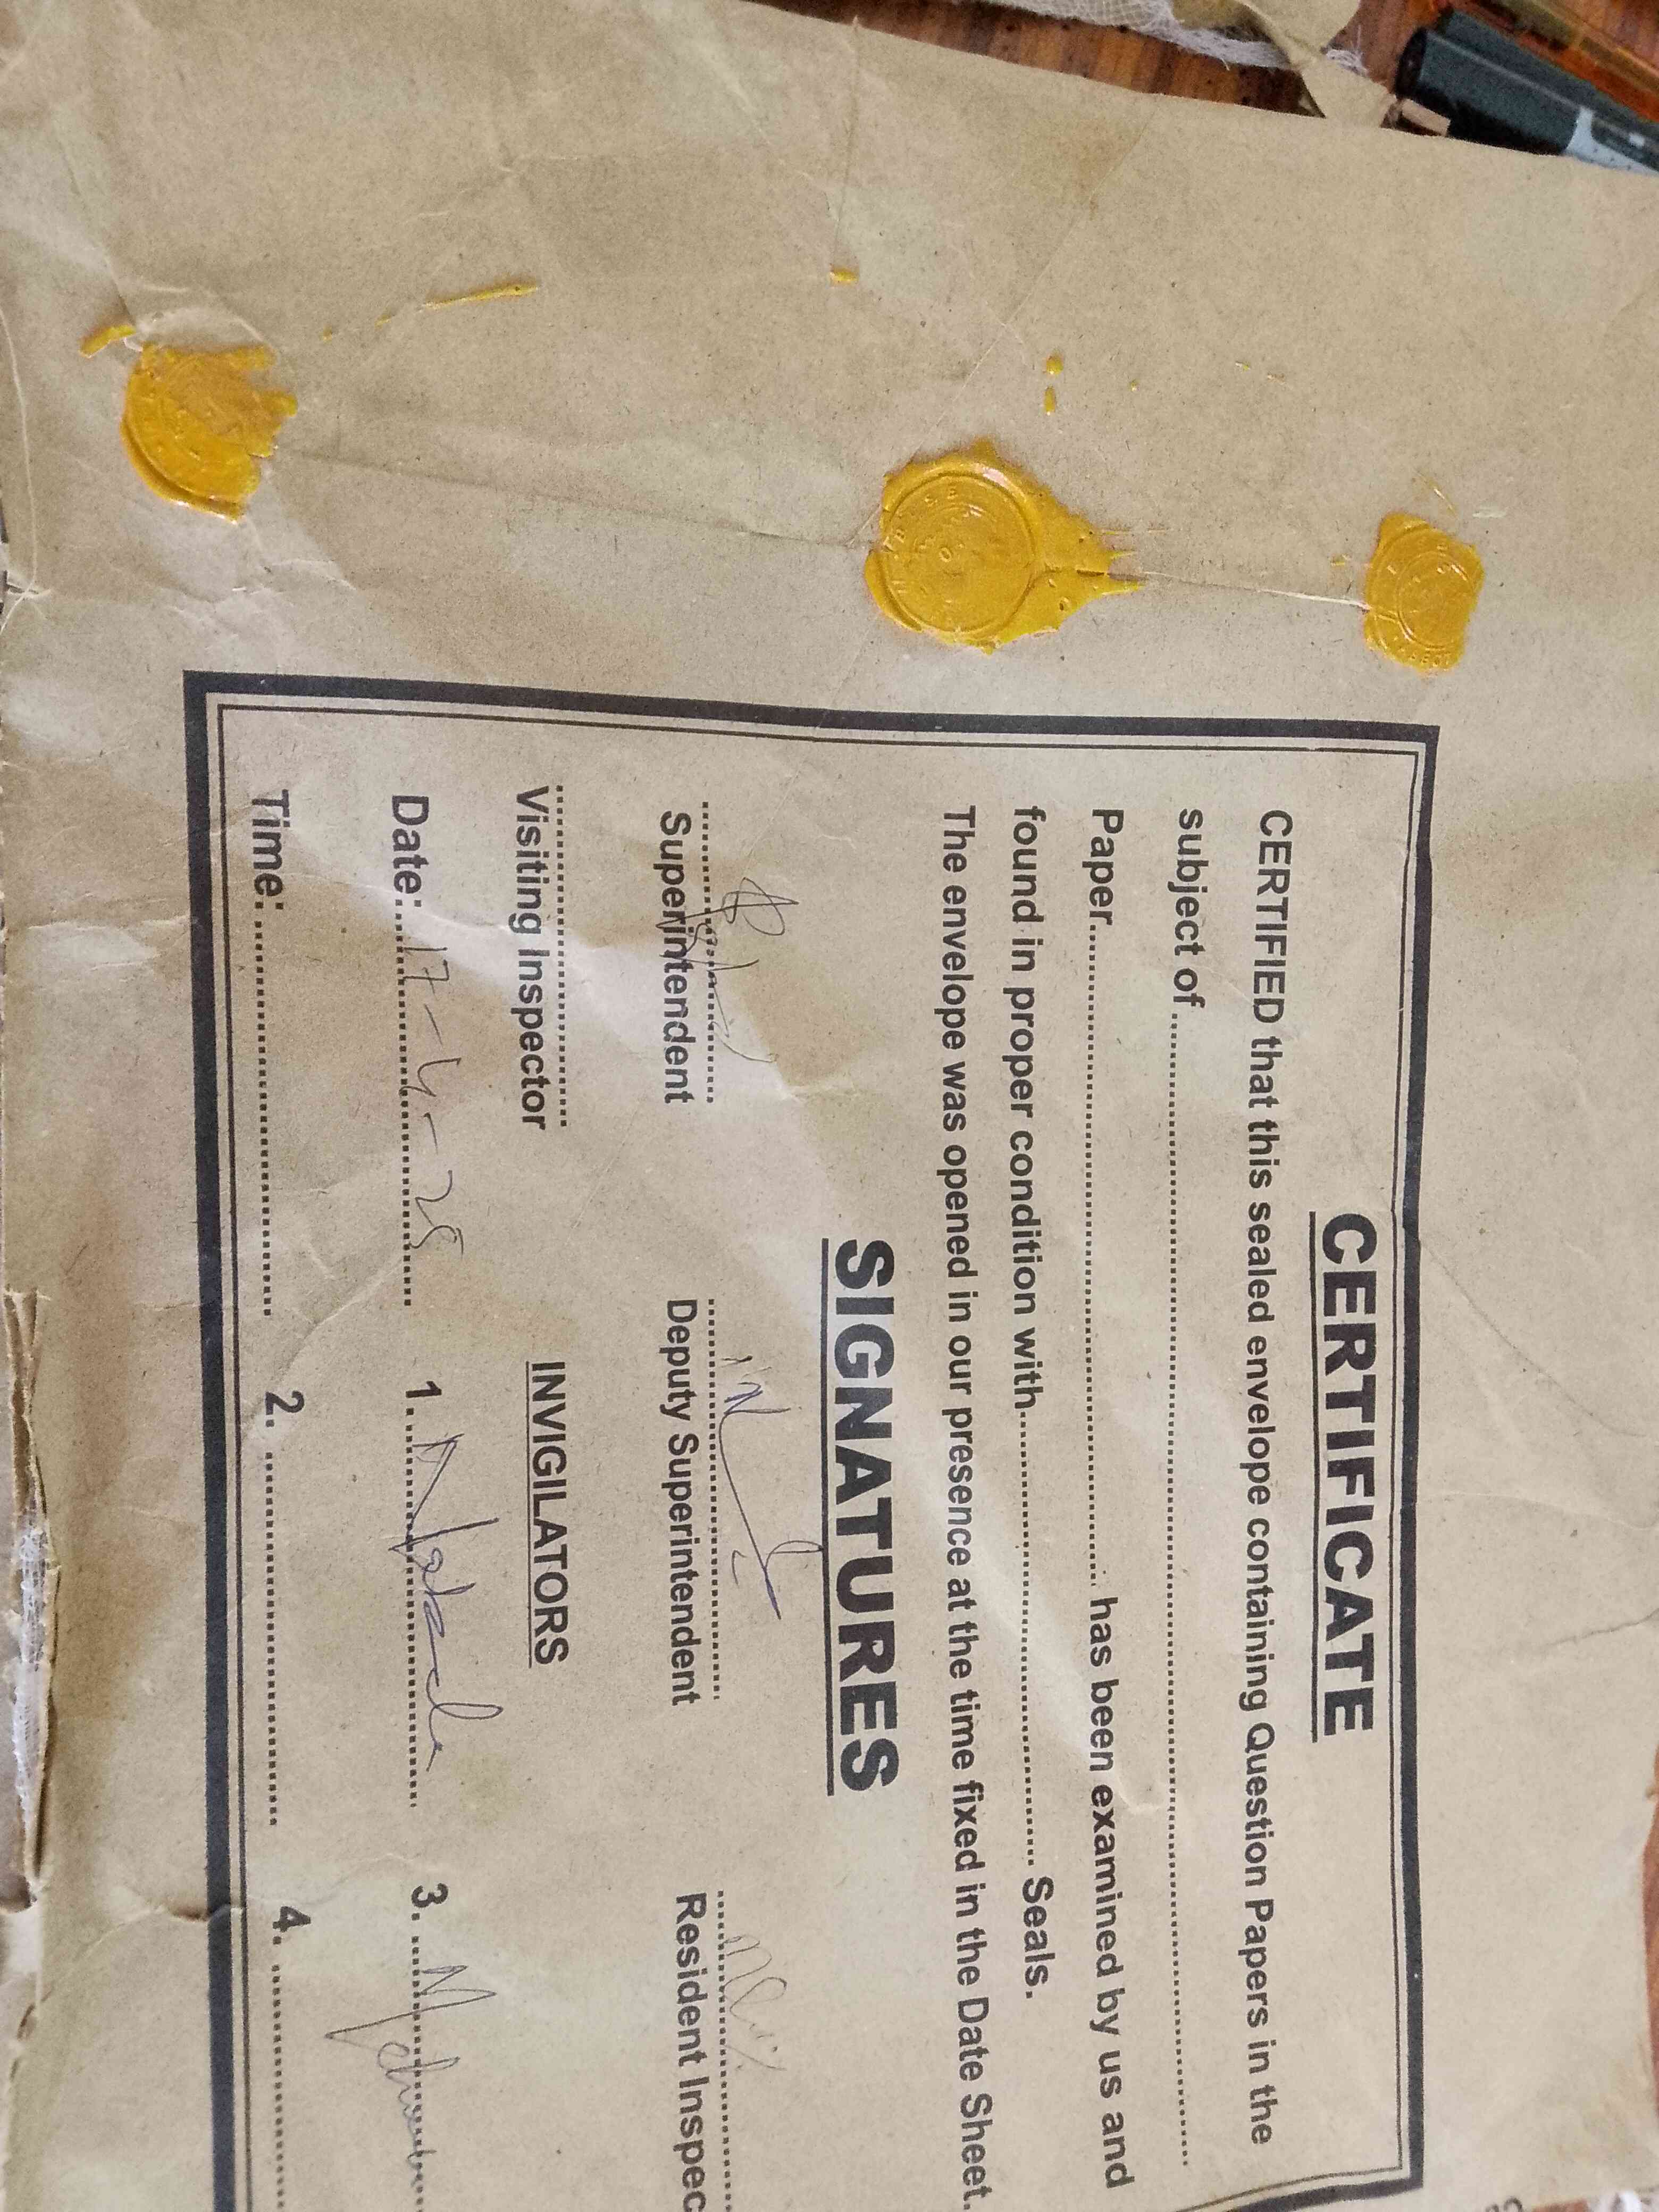 CERTIFICATE
CERTIFIED that this sealed envelope containing Question Papers in the
subject of ........................................
Paper........................................ has been examined by us and
found in proper condition with........................................ Seals.
The envelope was opened in our presence at the time fixed in the Date Sheet.
SIGNATURES
Superintendent Deputy Superintendent Resident Inspec
Visiting Inspector INVIGILATORS
Date: 17-4-25 1. 3.
Time: 2. 4.